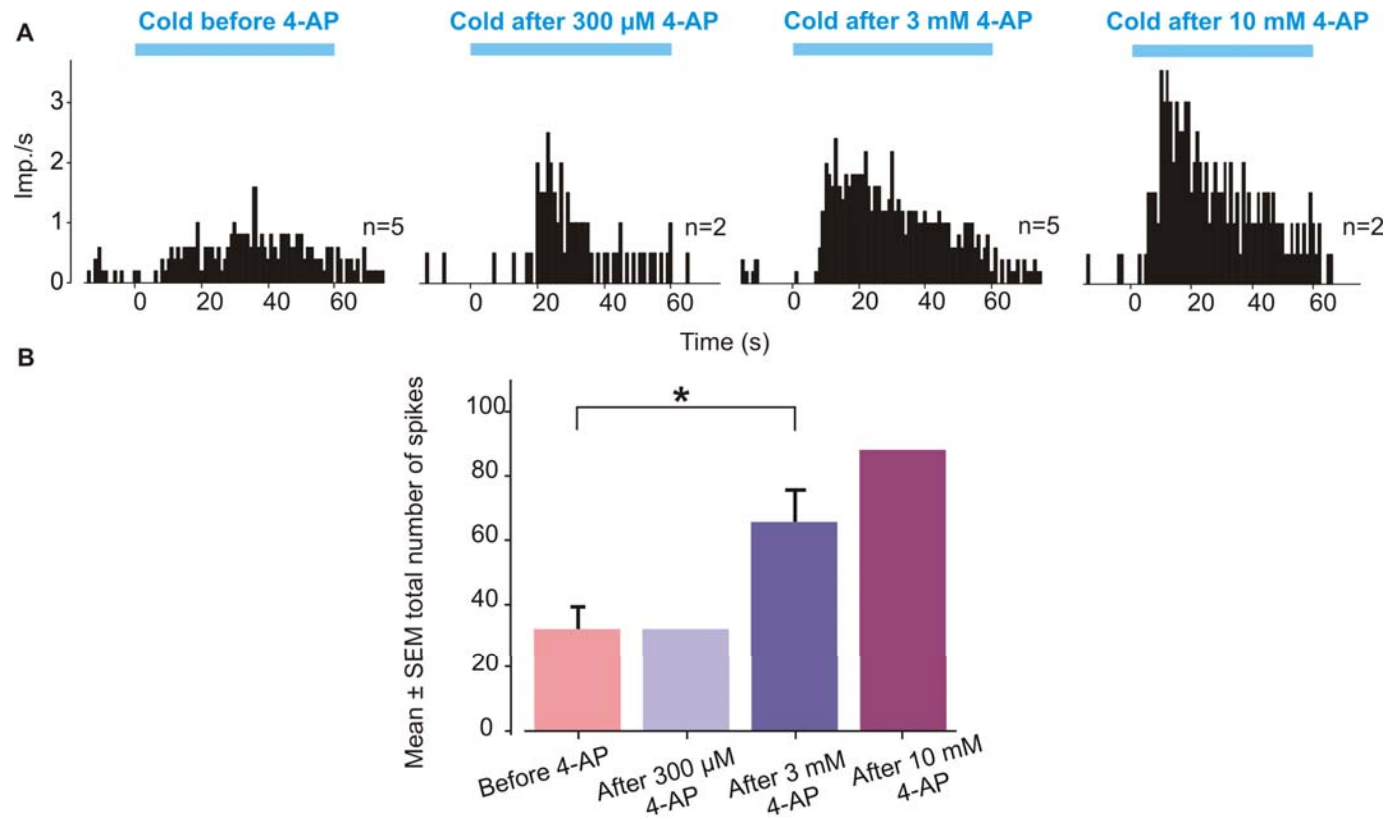 A
Cold before 4-AP
Cold after 300 µM 4-AP
Cold after 3 mM 4-AP
Cold after 10 mM 4-AP
Imp./s
3
2
1
0
n=5
n=2
n=5
n=2
0 20 40 60
0 20 40 60
0 20 40 60
0 20 40 60
Time (s)
B
Mean ± SEM total number of spikes
100
80
60
40
20
0
*
Before 4-AP
After 300 µM
4-AP
After 3 mM
4-AP
After 10 mM
4-AP